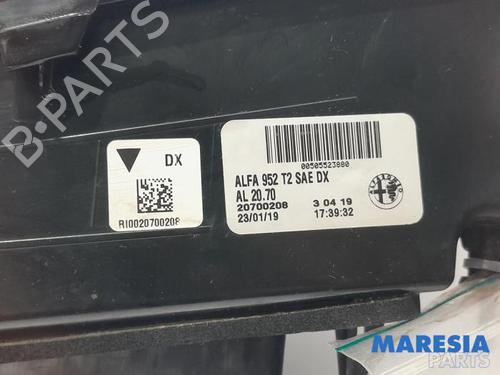 B-PARTS
DX
RI0020700208
00505523880
ALFA 952 T2 SAE DX
AL 20.70
20700208 3 04 19
23/01/19 17:39:32
MARESIA
PARTS